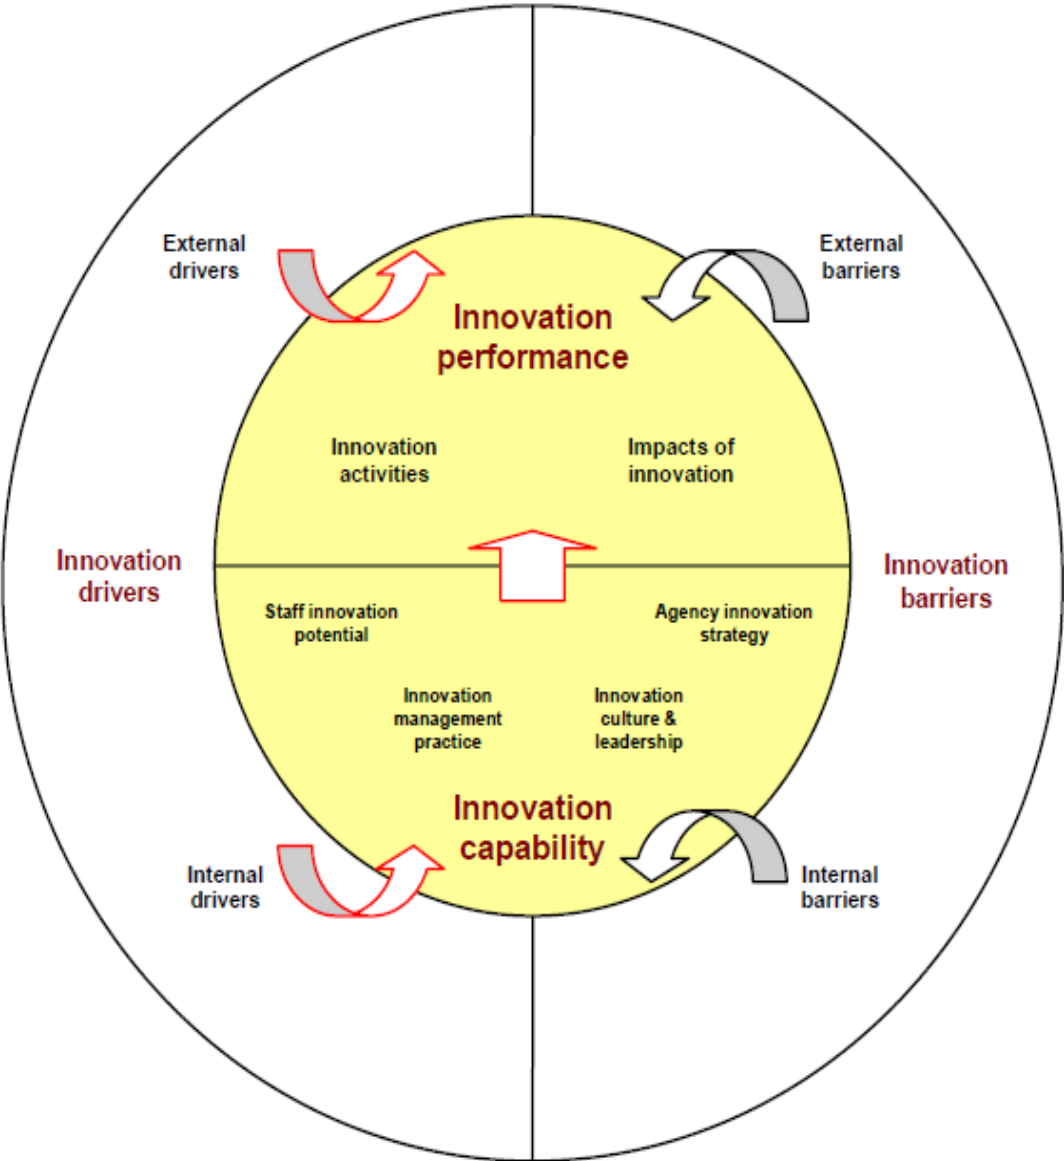 External
drivers
External
barriers
Innovation
performance
Innovation
activities
Impacts of
innovation
Innovation
drivers
Innovation
barriers
Staff innovation
potential
Agency innovation
strategy
Innovation
management
practice
Innovation
culture &
leadership
Innovation
capability
Internal
drivers
Internal
barriers